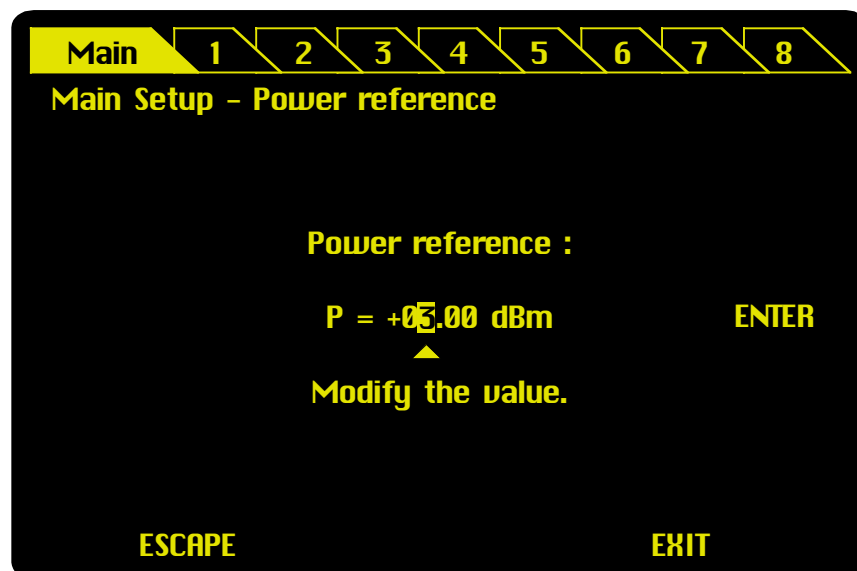 Main 1 2 3 4 5 6 7 8
Main Setup - Power reference
Power reference :
P = +03.00 dBm
ENTER
Modify the value.
ESCAPE
EXIT